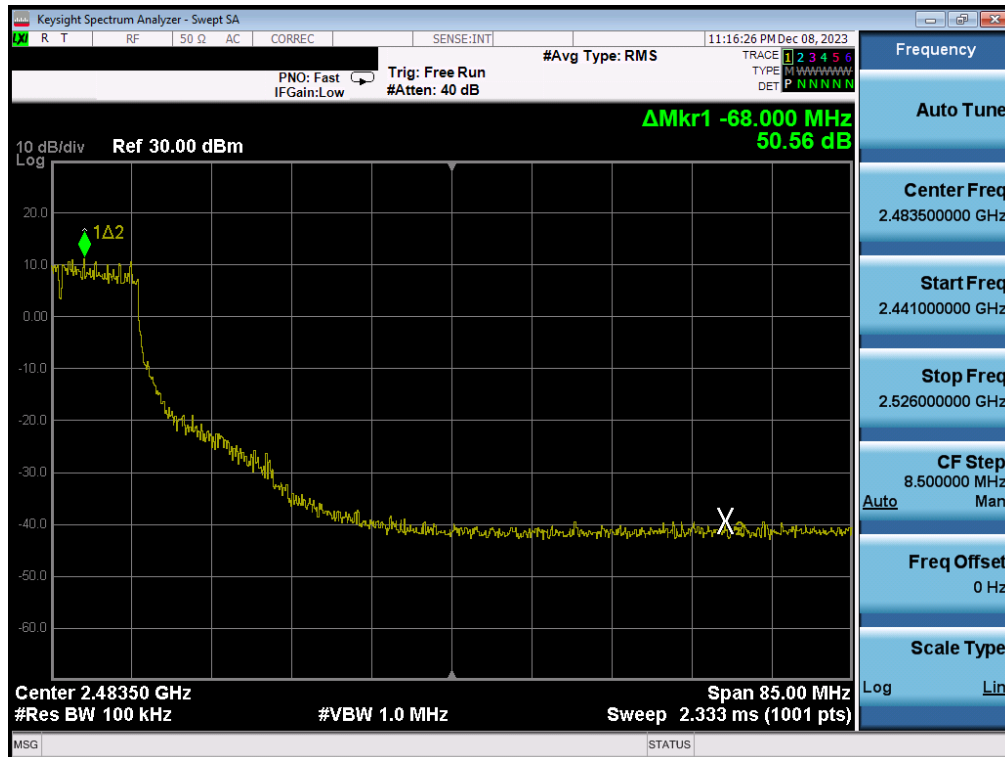 Keysight Spectrum Analyzer - Swept SA
LXI R T RF 50 Ω AC CORREC SENSE:INT 11:16:26 PM Dec 08, 2023
#Avg Type: RMS
TRACE 1 2 3 4 5 6
PNO: Fast
Trig: Free Run
TYPE M W W W W W
IFGain:Low
#Atten: 40 dB
DET P N N N N N
Frequency
ΔMkr1 -68.000 MHz
50.56 dB
10 dB/div
Ref 30.00 dBm
Log
20.0
10.0
0.00
-10.0
-20.0
-30.0
-40.0
-50.0
-60.0
1Δ2
X2
Center 2.48350 GHz
Span 85.00 MHz
#Res BW 100 kHz
#VBW 1.0 MHz
Sweep 2.333 ms (1001 pts)
Auto Tune
Center Freq
2.483500000 GHz
Start Freq
2.441000000 GHz
Stop Freq
2.526000000 GHz
CF Step
8.500000 MHz
Auto Man
Freq Offset
0 Hz
Scale Type
Log Lin
MSG
STATUS